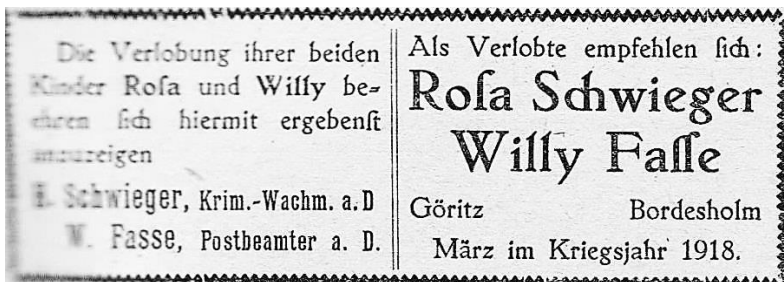 Die Verlobung ihrer beiden
Kinder Roſa und Willy be⸗
ehren ſich hiermit ergebenſt
anzuzeigen
H. Schwieger, Krim.-Wachm. a. D
W. Fasse, Postbeamter a. D.
Als Verlobte empfehlen ſich:
Roſa Schwieger
Willy Faſſe
Göritz Bordesholm
März im Kriegsjahr 1918.